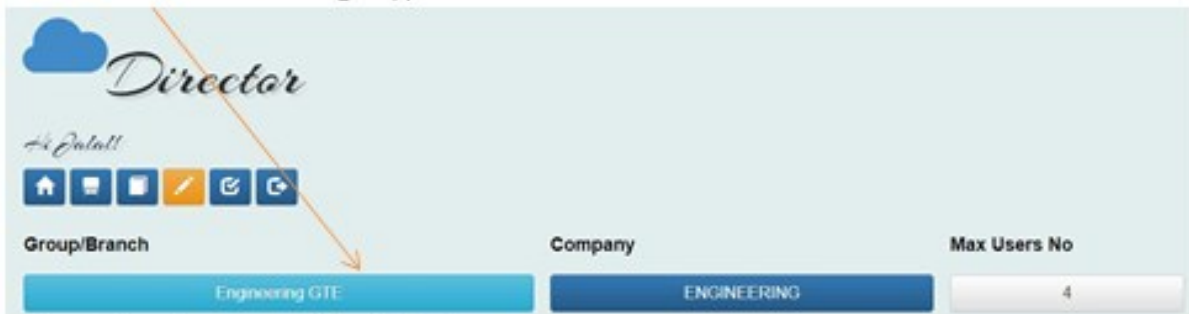 Director
Hi Jalal!
Group/Branch Company Max Users No
Engineering GTE ENGINEERING 4